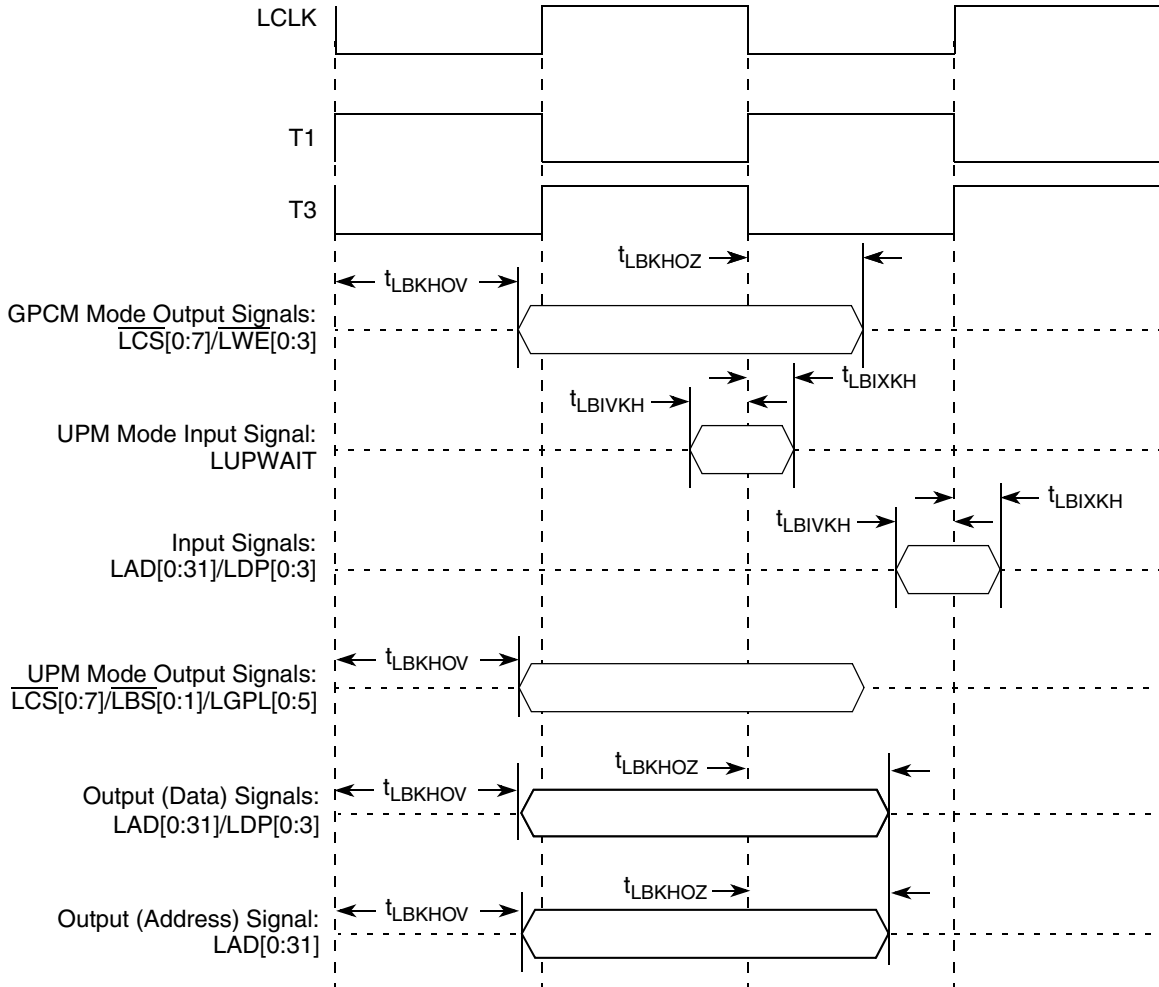 LCLK
T1
T3
tLBKHOZ
tLBKHOV
GPCM Mode Output Signals:
LCS[0:7]/LWE[0:3]
tLBIXKH
tLBIVKH
UPM Mode Input Signal:
LUPWAIT
tLBIXKH
tLBIVKH
Input Signals:
LAD[0:31]/LDP[0:3]
tLBKHOV
UPM Mode Output Signals:
LCS[0:7]/LBS[0:1]/LGPL[0:5]
tLBKHOZ
tLBKHOV
Output (Data) Signals:
LAD[0:31]/LDP[0:3]
tLBKHOZ
tLBKHOV
Output (Address) Signal:
LAD[0:31]